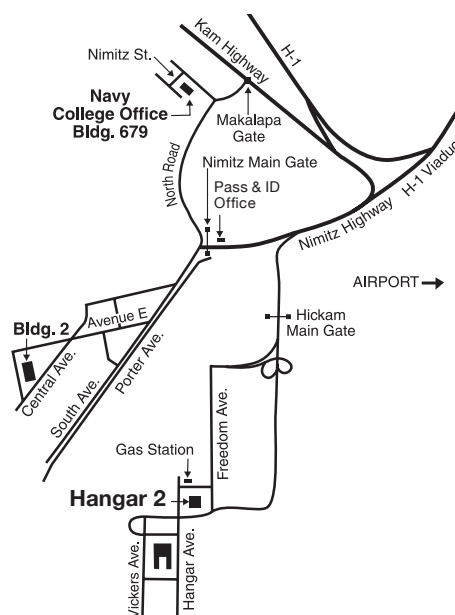 Nimitz St.
Kam Highway
H-1
Navy
College Office
Bldg. 679
Makalapa
Gate
North Road
Nimitz Main Gate
Pass & ID
Office
Nimitz Highway
H-1 Viaduct
AIRPORT
Hickam
Main Gate
Avenue E
Bldg. 2
Central Ave.
South Ave.
Porter Ave.
Freedom Ave.
Gas Station
Hangar 2
Vickers Ave.
Hangar Ave.